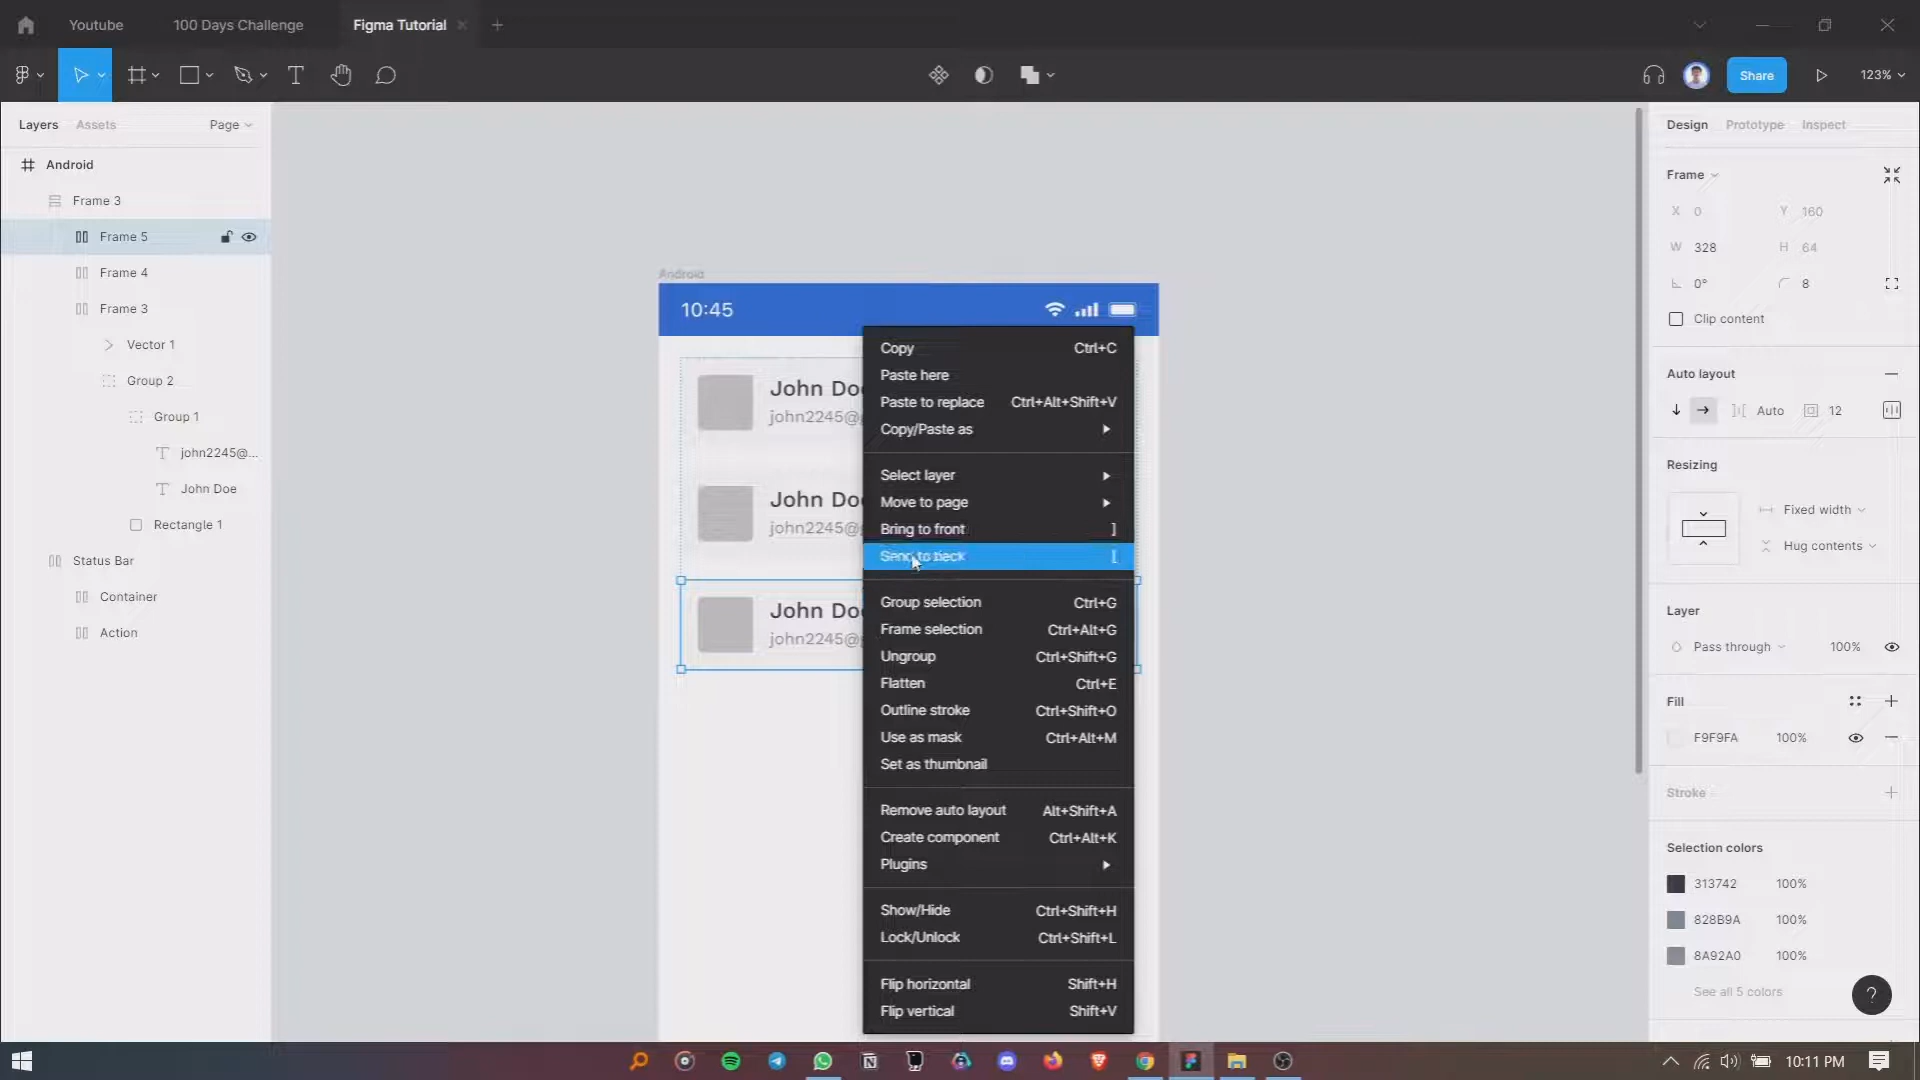 Youtube
100 Days Challenge
Figma Tutorial
Share
123%
Layers
Assets
Page
Android
Frame 3
Frame 5
Frame 4
Frame 3
Vector 1
Group 2
Group 1
john2245@...
John Doe
Rectangle 1
Status Bar
Container
Action
Android
10:45
John Do
john2245@
John Do
john2245@
John Do
john2245@
Copy Ctrl+C
Paste here
Paste to replace Ctrl+Alt+Shift+V
Copy/Paste as
Select layer
Move to page
Bring to front ]
Send to back [
Group selection Ctrl+G
Frame selection Ctrl+Alt+G
Ungroup Ctrl+Shift+G
Flatten Ctrl+E
Outline stroke Ctrl+Shift+O
Use as mask Ctrl+Alt+M
Set as thumbnail
Remove auto layout Alt+Shift+A
Create component Ctrl+Alt+K
Plugins
Show/Hide Ctrl+Shift+H
Lock/Unlock Ctrl+Shift+L
Flip horizontal Shift+H
Flip vertical Shift+V
Design
Prototype
Inspect
Frame
X 0 Y 160
W 328 H 64
0° 8
Clip content
Auto layout
Auto 12
Resizing
Fixed width
Hug contents
Layer
Pass through 100%
Fill
F9F9FA 100%
Stroke
Selection colors
313742 100%
828B9A 100%
8A92A0 100%
See all 5 colors
?
10:11 PM